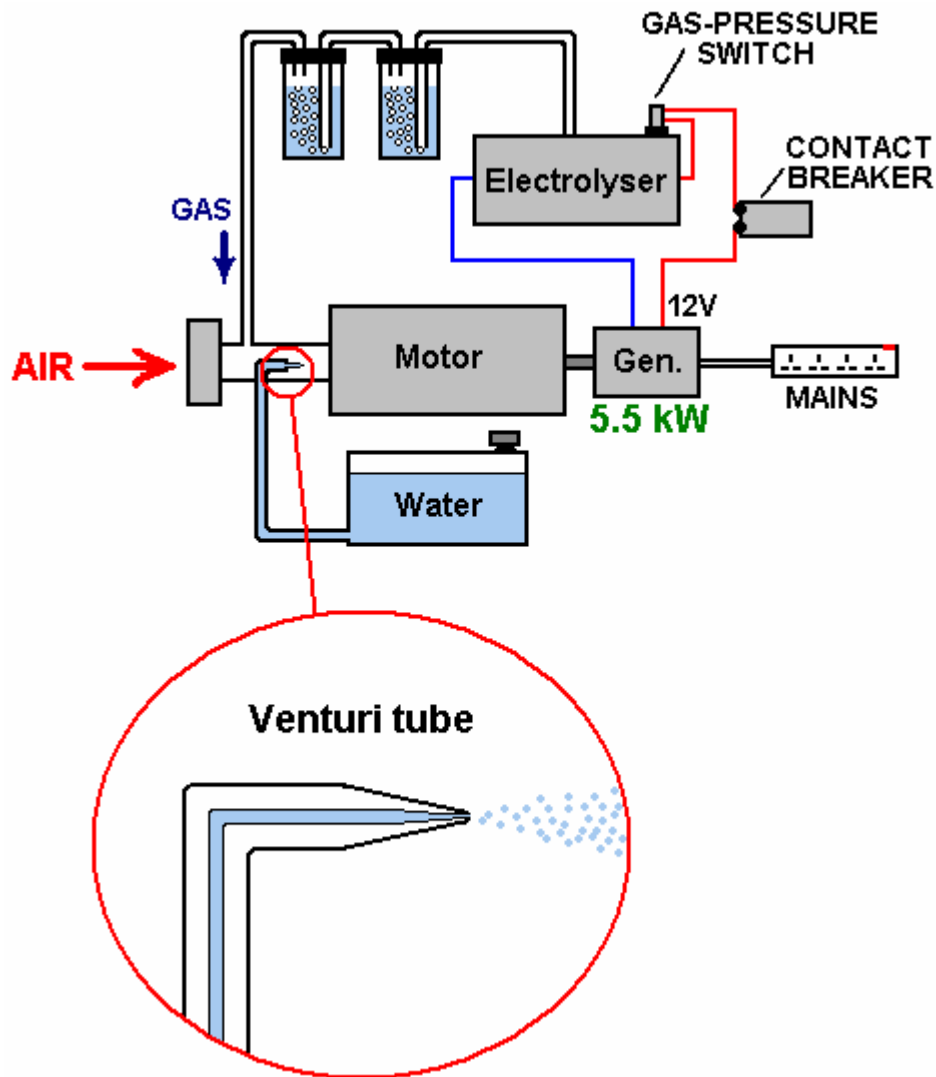 GAS-PRESSURE
SWITCH
Electrolyser
CONTACT
BREAKER
GAS
12V
AIR
Motor
Gen.
MAINS
5.5 kW
Water
Venturi tube